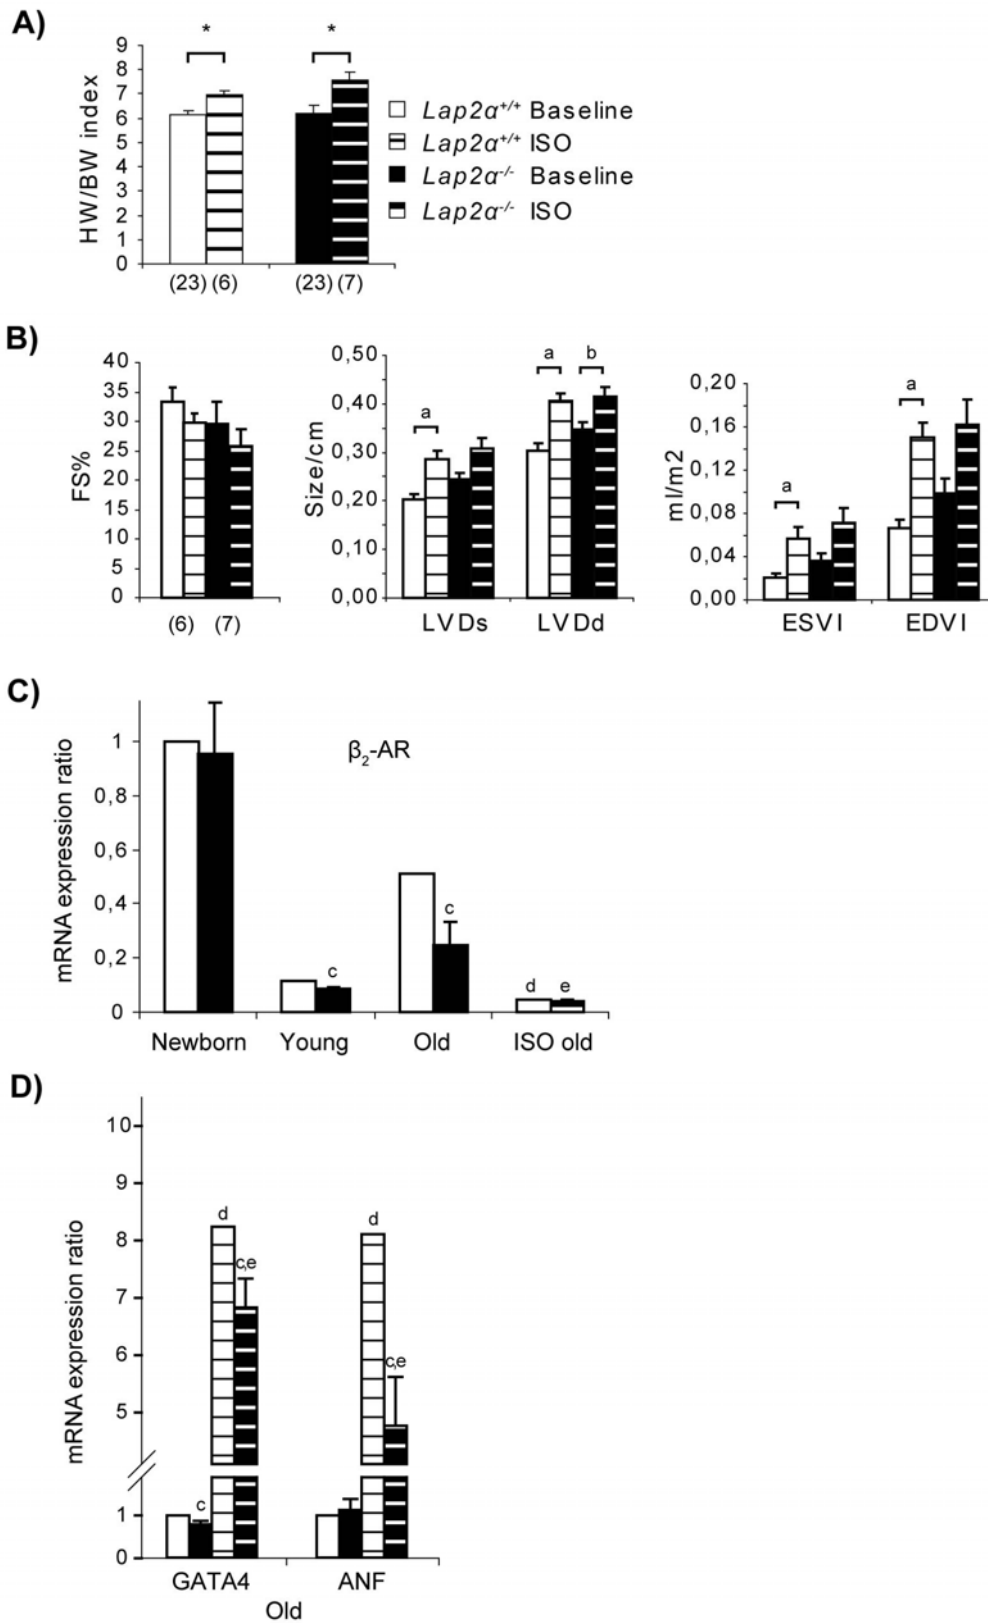 A)
HW/BW index
9
8
7
6
5
4
3
2
1
0
*
*
(23) (6)
(23) (7)
Lap2α+/+ Baseline
Lap2α+/+ ISO
Lap2α-/- Baseline
Lap2α-/- ISO
B)
FS%
40
35
30
25
20
15
10
5
0
(6) (7)
Size/cm
0,50
0,40
0,30
0,20
0,10
0,00
a
a
b
LVDs
LVDd
ml/m2
0,20
0,16
0,12
0,08
0,04
0,00
a
a
ESVI
EDVI
C)
mRNA expression ratio
1
0,8
0,6
0,4
0,2
0
β2-AR
c
c
d
e
Newborn
Young
Old
ISO old
D)
mRNA expression ratio
10
9
8
7
6
5
1
0
c
d
c,e
d
c,e
GATA4
ANF
Old